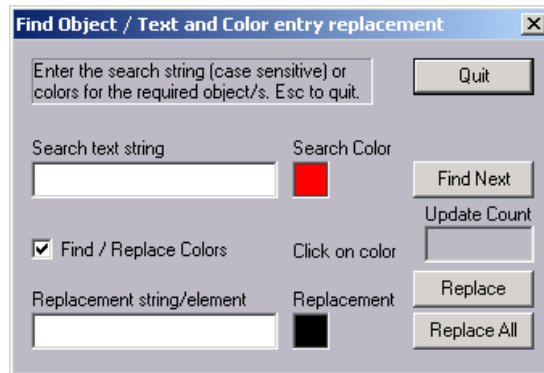 Find Object / Text and Color entry replacement
Enter the search string (case sensitive) or
colors for the required object/s. Esc to quit.
Quit
Search text string
Search Color
Find Next
Update Count
Find / Replace Colors
Click on color
Replacement string/element
Replacement
Replace
Replace All